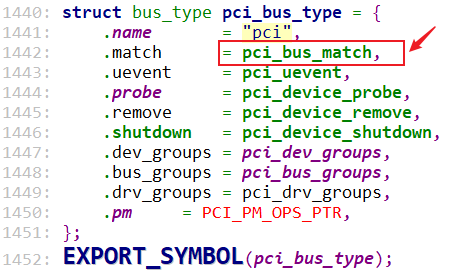 1440: struct bus_type pci_bus_type = {
1441:     .name       = "pci",
1442:     .match      = pci_bus_match,
1443:     .uevent     = pci_uevent,
1444:     .probe      = pci_device_probe,
1445:     .remove     = pci_device_remove,
1446:     .shutdown   = pci_device_shutdown,
1447:     .dev_groups = pci_dev_groups,
1448:     .bus_groups = pci_bus_groups,
1449:     .drv_groups = pci_drv_groups,
1450:     .pm     = PCI_PM_OPS_PTR,
1451: };
1452: EXPORT_SYMBOL(pci_bus_type);